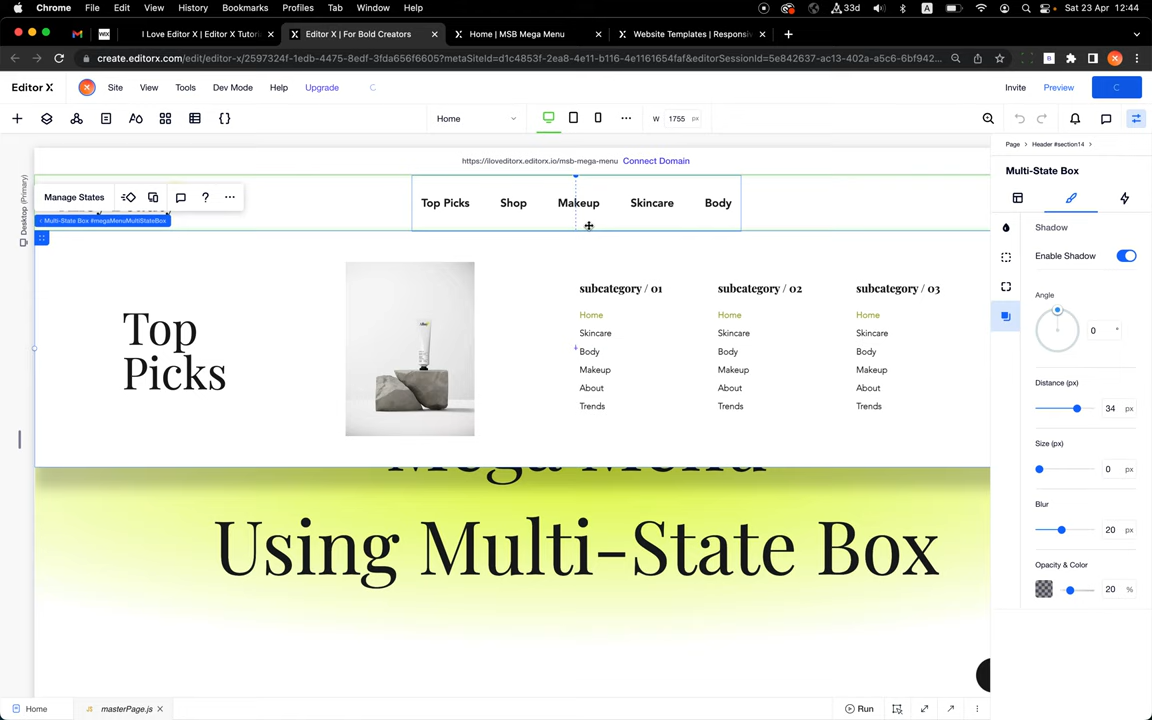 Chrome File Edit View History Bookmarks Profiles Tab Window Help 33d A Sat 23 Apr 12:44
WIX I Love Editor X | Editor X Tutori Editor X | For Bold Creators Home | MSB Mega Menu Website Templates | Responsiv
create.editorx.com/edit/editor-x/2597324f-1edb-4475-8edf-3fda656f6605?metaSiteId=d1c4853f-2ea8-4e11-b116-4e1161654faf&editorSessionId=5e842637-ac13-402a-a5c6-6bf942...
Editor X Site View Tools Dev Mode Help Upgrade Invite Preview
Home W 1755 px
https://iloveeditorx.editorx.io/msb-mega-menu Connect Domain
Page Header #section14
Multi-State Box
Desktop (Primary)
Manage States
Top Picks Shop Makeup Skincare Body
Multi-State Box #megaMenuMultiStateBox
Shadow
Enable Shadow
Angle
0 °
Distance (px)
34 px
Size (px)
0 px
Blur
20 px
Opacity & Color
20 %
Top
Picks
subcategory / 01
Home
Skincare
Body
Makeup
About
Trends
subcategory / 02
Home
Skincare
Body
Makeup
About
Trends
subcategory / 03
Home
Skincare
Body
Makeup
About
Trends
Mega Menu
Using Multi-State Box
Home masterPage.js Run